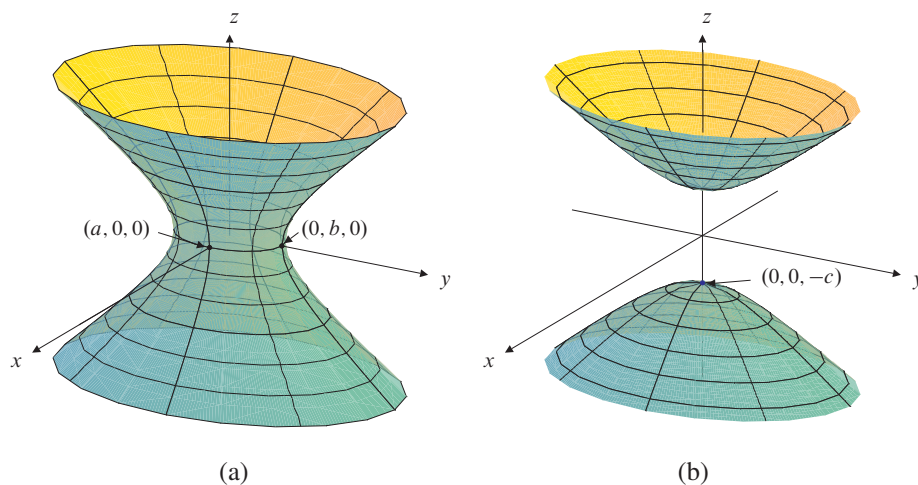 z
z
(a, 0, 0)
(0, b, 0)
y
x
(0, 0, −c)
y
x
(a)
(b)